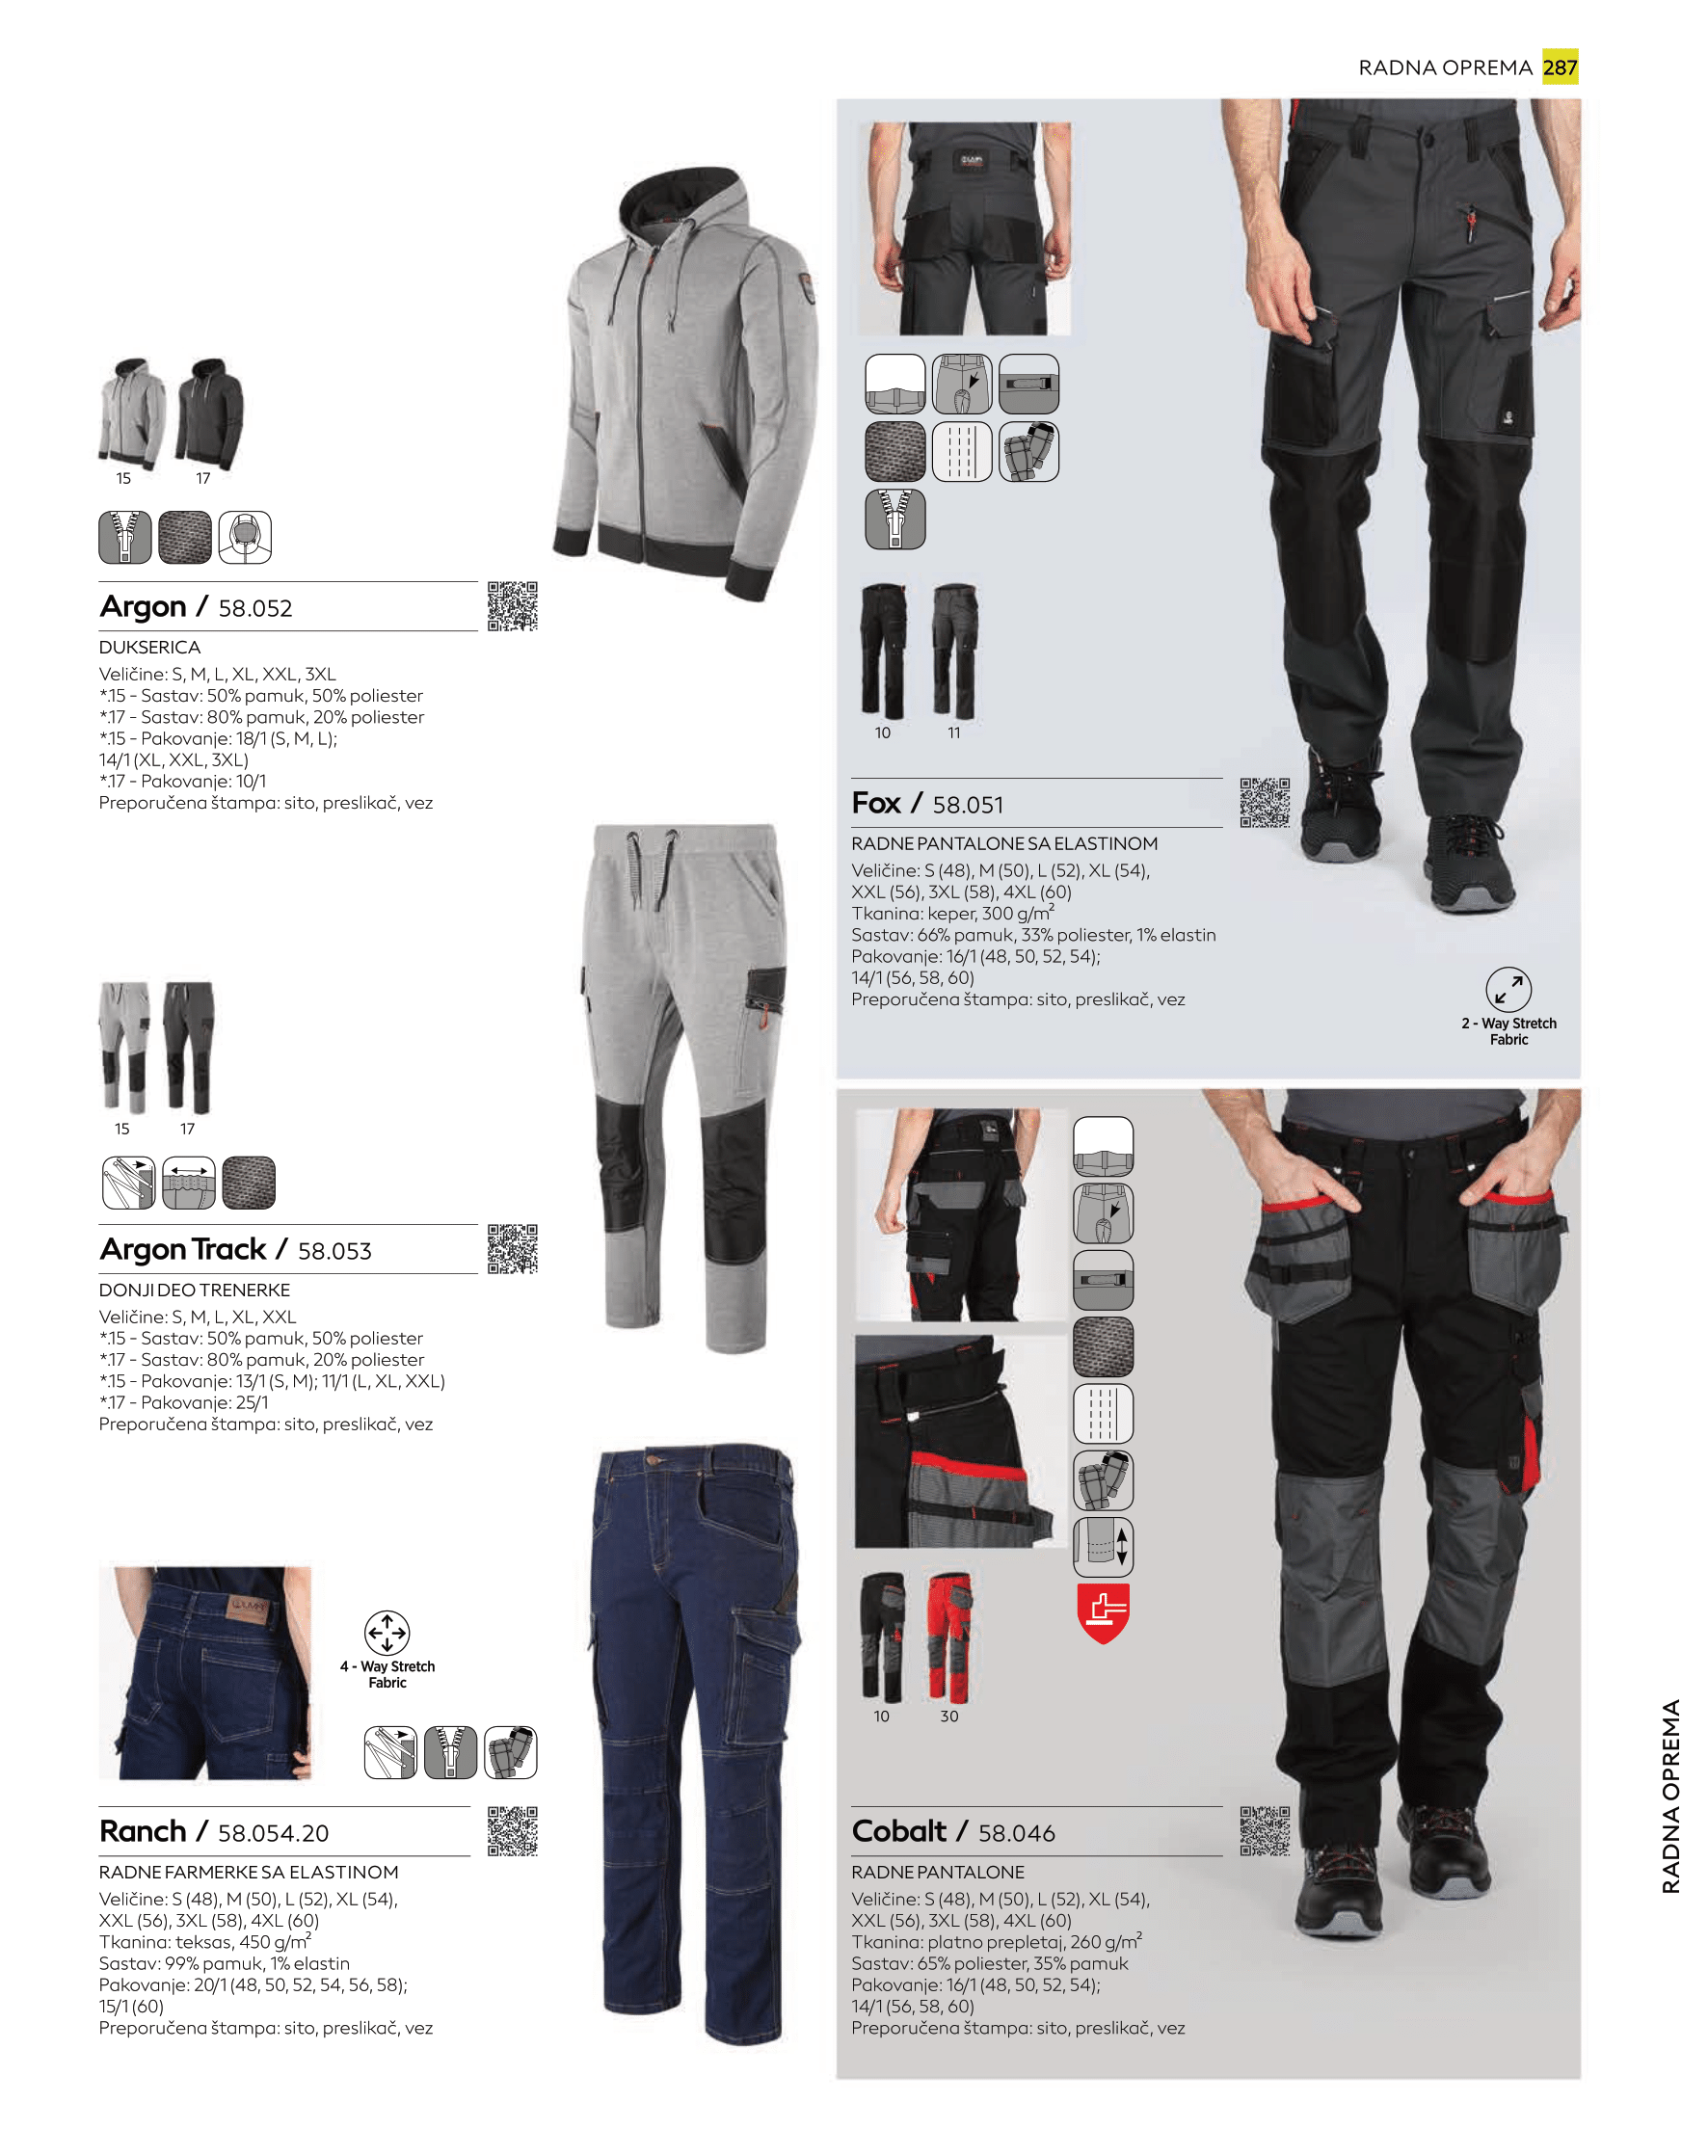 RADNA OPREMA 287
15 17
Argon / 58.052
DUKSERICA
Veličine: S, M, L, XL, XXL, 3XL
*.15 - Sastav: 50% pamuk, 50% poliester
*.17 - Sastav: 80% pamuk, 20% poliester
*.15 - Pakovanje: 18/1 (S, M, L);
14/1 (XL, XXL, 3XL)
*.17 - Pakovanje: 10/1
Preporučena štampa: sito, preslikač, vez
15 17
Argon Track / 58.053
DONJI DEO TRENERKE
Veličine: S, M, L, XL, XXL
*.15 - Sastav: 50% pamuk, 50% poliester
*.17 - Sastav: 80% pamuk, 20% poliester
*.15 - Pakovanje: 13/1 (S, M); 11/1 (L, XL, XXL)
*.17 - Pakovanje: 25/1
Preporučena štampa: sito, preslikač, vez
4 - Way Stretch
Fabric
Ranch / 58.054.20
RADNE FARMERKE SA ELASTINOM
Veličine: S (48), M (50), L (52), XL (54),
XXL (56), 3XL (58), 4XL (60)
Tkanina: teksas, 450 g/m²
Sastav: 99% pamuk, 1% elastin
Pakovanje: 20/1 (48, 50, 52, 54, 56, 58);
15/1 (60)
Preporučena štampa: sito, preslikač, vez
10 11
Fox / 58.051
RADNE PANTALONE SA ELASTINOM
Veličine: S (48), M (50), L (52), XL (54),
XXL (56), 3XL (58), 4XL (60)
Tkanina: keper, 300 g/m²
Sastav: 66% pamuk, 33% poliester, 1% elastin
Pakovanje: 16/1 (48, 50, 52, 54);
14/1 (56, 58, 60)
Preporučena štampa: sito, preslikač, vez
2 - Way Stretch
Fabric
10 30
Cobalt / 58.046
RADNE PANTALONE
Veličine: S (48), M (50), L (52), XL (54),
XXL (56), 3XL (58), 4XL (60)
Tkanina: platno prepletaj, 260 g/m²
Sastav: 65% poliester, 35% pamuk
Pakovanje: 16/1 (48, 50, 52, 54);
14/1 (56, 58, 60)
Preporučena štampa: sito, preslikač, vez
RADNA OPREMA